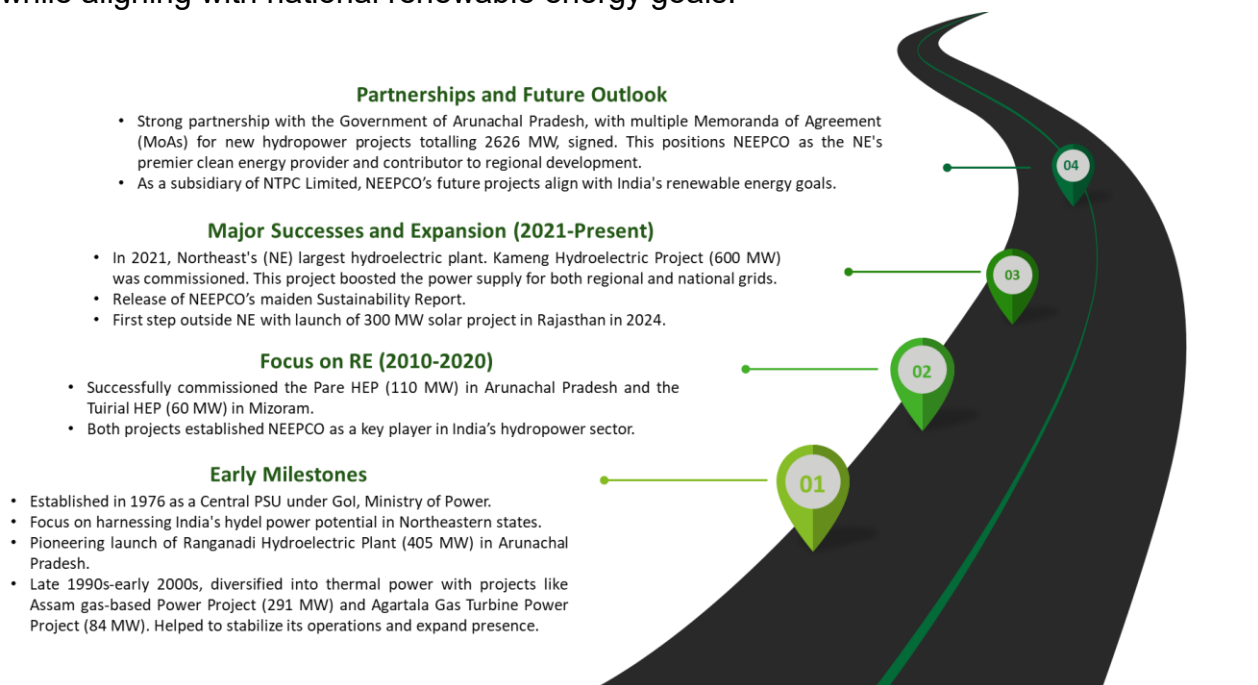 while aligning with national renewable energy goals.
Partnerships and Future Outlook
• Strong partnership with the Government of Arunachal Pradesh, with multiple Memoranda of Agreement
(MoAs) for new hydropower projects totalling 2626 MW, signed. This positions NEEPCO as the NE's
premier clean energy provider and contributor to regional development.
• As a subsidiary of NTPC Limited, NEEPCO’s future projects align with India's renewable energy goals.
04
Major Successes and Expansion (2021-Present)
• In 2021, Northeast's (NE) largest hydroelectric plant. Kameng Hydroelectric Project (600 MW)
was commissioned. This project boosted the power supply for both regional and national grids.
• Release of NEEPCO’s maiden Sustainability Report.
• First step outside NE with launch of 300 MW solar project in Rajasthan in 2024.
03
Focus on RE (2010-2020)
• Successfully commissioned the Pare HEP (110 MW) in Arunachal Pradesh and the
Tuirial HEP (60 MW) in Mizoram.
• Both projects established NEEPCO as a key player in India’s hydropower sector.
02
Early Milestones
• Established in 1976 as a Central PSU under GoI, Ministry of Power.
• Focus on harnessing India's hydel power potential in Northeastern states.
• Pioneering launch of Ranganadi Hydroelectric Plant (405 MW) in Arunachal
Pradesh.
• Late 1990s-early 2000s, diversified into thermal power with projects like
Assam gas-based Power Project (291 MW) and Agartala Gas Turbine Power
Project (84 MW). Helped to stabilize its operations and expand presence.
01